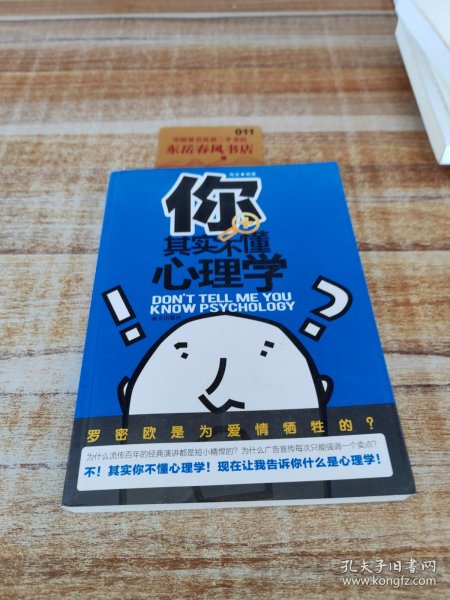 011
东岳春风书店
你
其实不懂
心理学
DON'T TELL ME YOU
KNOW PSYCHOLOGY
南方出版社
! ?
罗密欧是为爱情牺牲的?
为什么流传百年的经典演讲都是短小精悍的?为什么广告宣传每次只能强调一个卖点?
不!其实你不懂心理学!现在让我告诉你什么是心理学!
孔夫子旧书网
www.kongfz.com